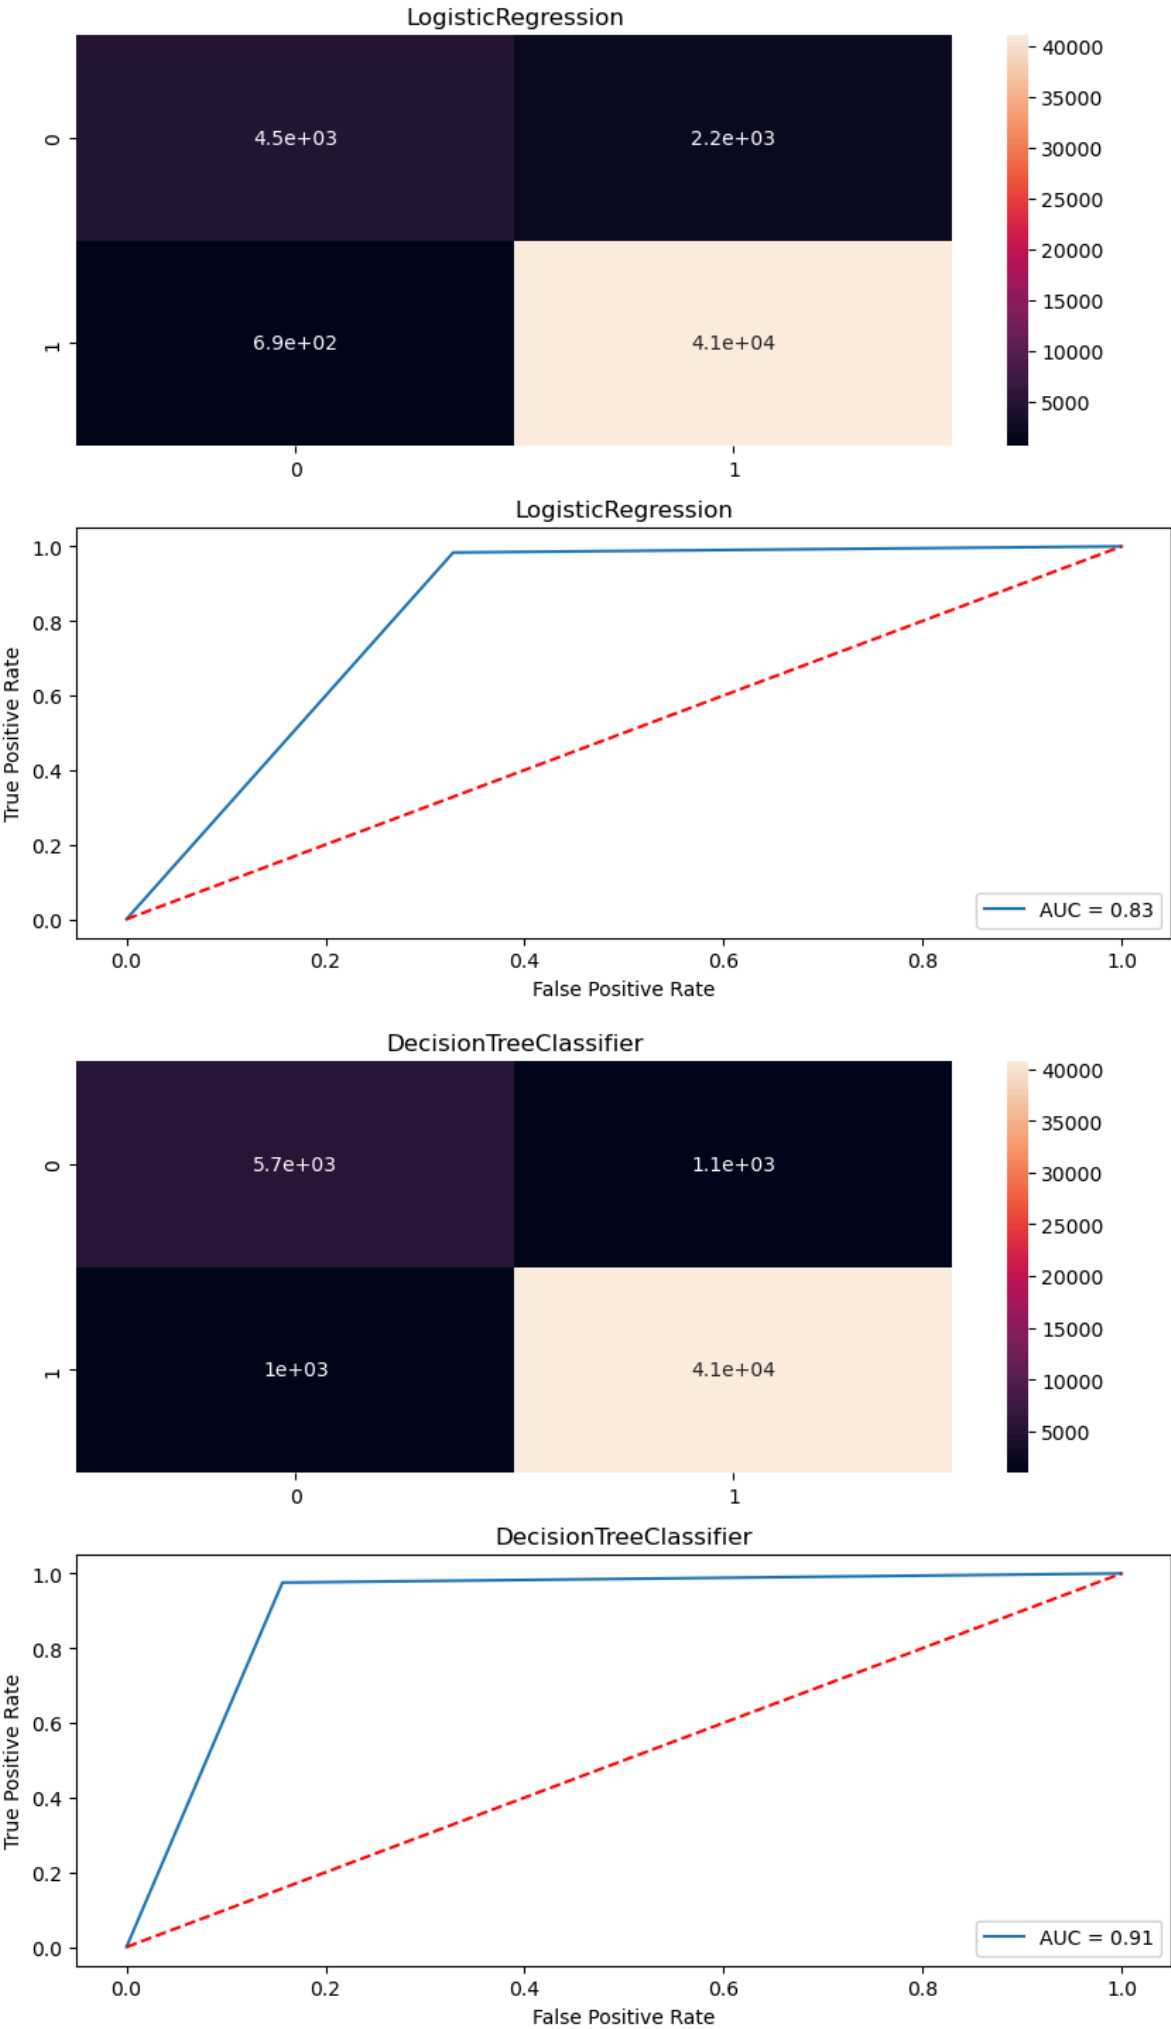 LogisticRegression
40000
35000
30000
25000
20000
15000
10000
5000
0
4.5e+03
2.2e+03
1
6.9e+02
4.1e+04
0
1
LogisticRegression
True Positive Rate
1.0
0.8
0.6
0.4
0.2
0.0
AUC = 0.83
0.0
0.2
0.4
0.6
0.8
1.0
False Positive Rate
DecisionTreeClassifier
40000
35000
30000
25000
20000
15000
10000
5000
0
5.7e+03
1.1e+03
1
1e+03
4.1e+04
0
1
DecisionTreeClassifier
True Positive Rate
1.0
0.8
0.6
0.4
0.2
0.0
AUC = 0.91
0.0
0.2
0.4
0.6
0.8
1.0
False Positive Rate